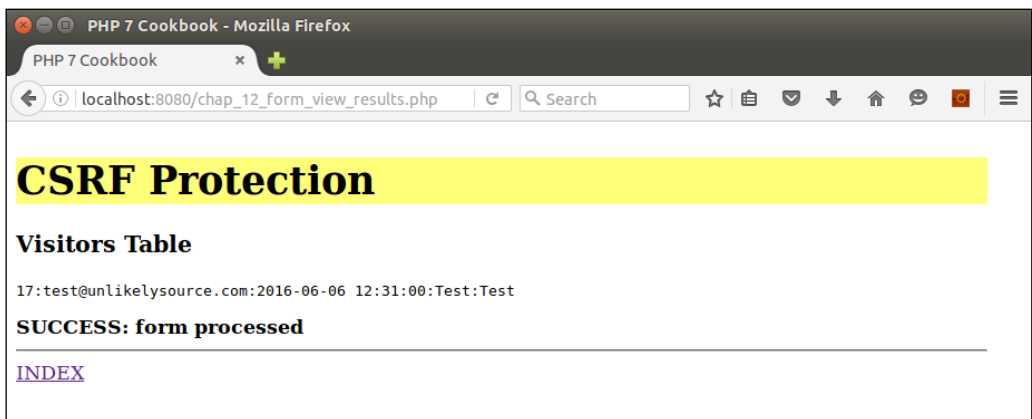 PHP 7 Cookbook - Mozilla Firefox
PHP 7 Cookbook
localhost:8080/chap_12_form_view_results.php
Search
CSRF Protection
Visitors Table
17:test@unlikelysource.com:2016-06-06 12:31:00:Test:Test
SUCCESS: form processed
INDEX